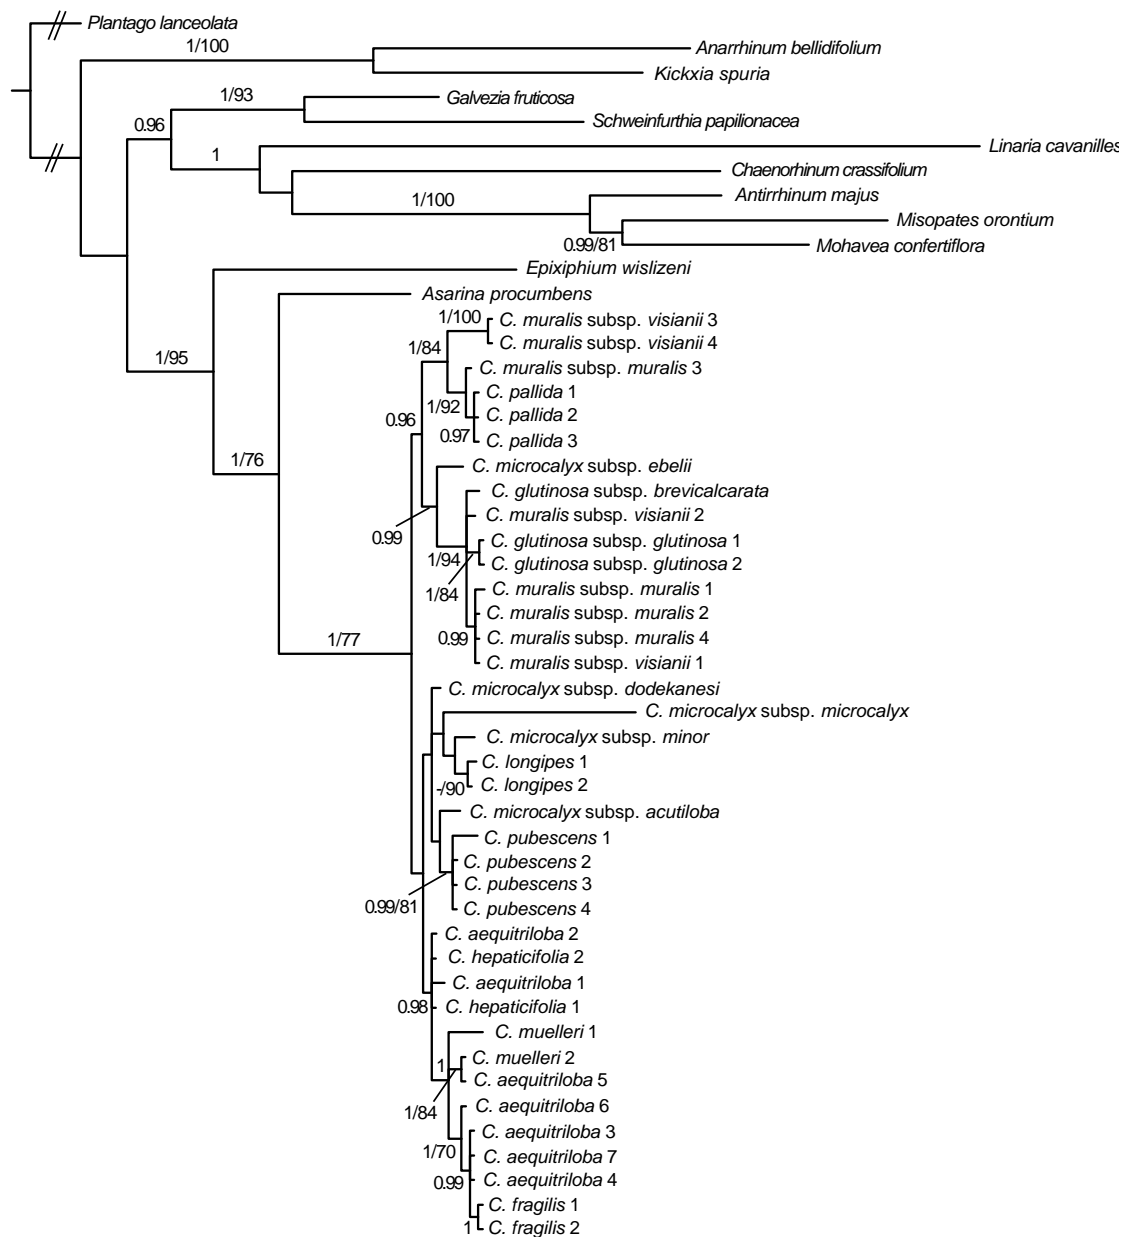 Plantago lanceolata
1/100
Anarrhinum bellidifolium
Kickxia spuria
1/93
Galvezia fruticosa
0.96
Schweinfurthia papilionacea
1
Linaria cavanilles
Chaenorhinum crassifolium
1/100
Antirrhinum majus
Misopates orontium
0.99/81
Mohavea confertiflora
Epixiphium wislizeni
Asarina procumbens
1/100
C. muralis subsp. visianii 3
C. muralis subsp. visianii 4
1/84
1/95
C. muralis subsp. muralis 3
C. pallida 1
1/92
C. pallida 2
0.96
0.97
C. pallida 3
1/76
C. microcalyx subsp. ebelii
C. glutinosa subsp. brevicalcarata
C. muralis subsp. visianii 2
0.99
C. glutinosa subsp. glutinosa 1
1/94
C. glutinosa subsp. glutinosa 2
1/84
C. muralis subsp. muralis 1
C. muralis subsp. muralis 2
1/77
0.99
C. muralis subsp. muralis 4
C. muralis subsp. visianii 1
C. microcalyx subsp. dodekanesi
C. microcalyx subsp. microcalyx
C. microcalyx subsp. minor
C. longipes 1
-/90
C. longipes 2
C. microcalyx subsp. acutiloba
C. pubescens 1
C. pubescens 2
C. pubescens 3
0.99/81
C. pubescens 4
C. aequitriloba 2
C. hepaticifolia 2
C. aequitriloba 1
0.98
C. hepaticifolia 1
C. muelleri 1
1
C. muelleri 2
C. aequitriloba 5
1/84
C. aequitriloba 6
C. aequitriloba 3
1/70
C. aequitriloba 7
0.99
C. aequitriloba 4
C. fragilis 1
1
C. fragilis 2